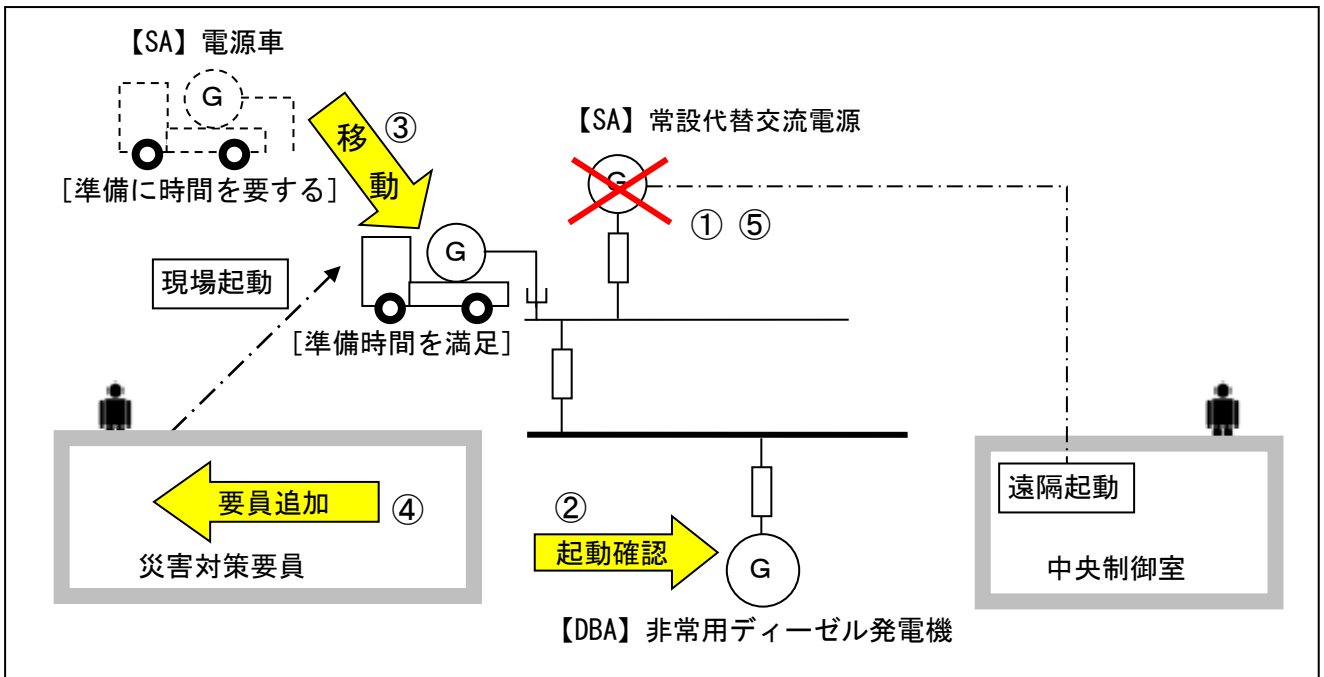 【SA】電源車
G
移動
③
[準備に時間を要する]
【SA】常設代替交流電源
G
① ⑤
現場起動
G
[準備時間を満足]
要員追加
④
災害対策要員
②
起動確認
G
【DBA】非常用ディーゼル発電機
遠隔起動
中央制御室